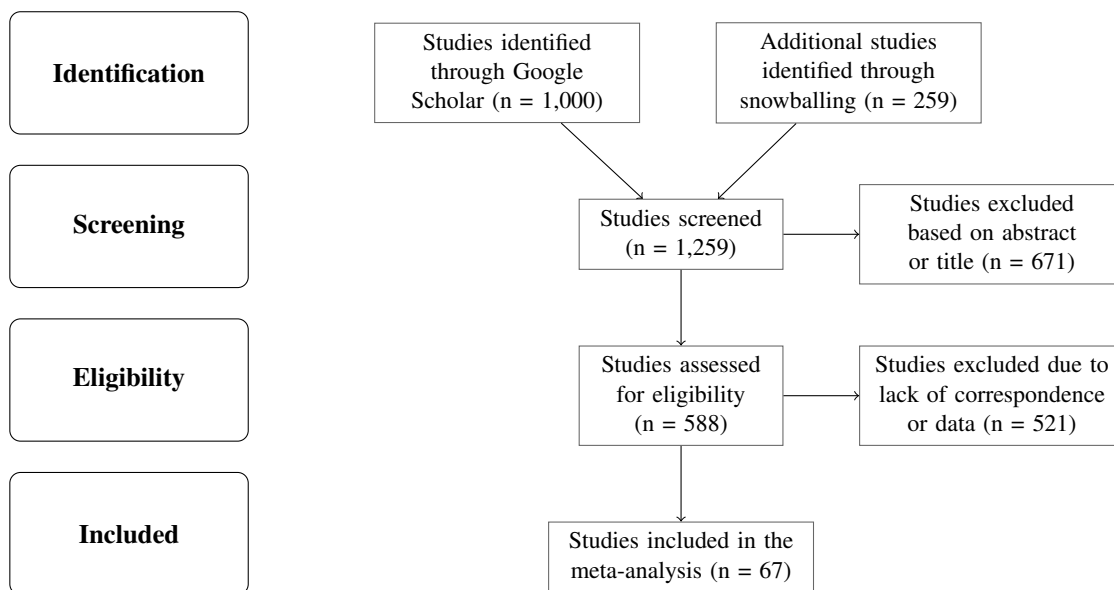 Identification
Studies identified
through Google
Scholar (n = 1,000)
Additional studies
identified through
snowballing (n = 259)
Screening
Studies screened
(n = 1,259)
Studies excluded
based on abstract
or title (n = 671)
Eligibility
Studies assessed
for eligibility
(n = 588)
Studies excluded due to
lack of correspondence
or data (n = 521)
Included
Studies included in the
meta-analysis (n = 67)